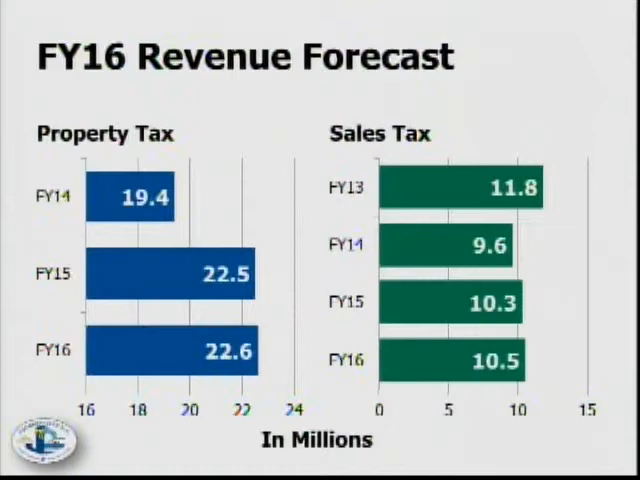 FY16 Revenue Forecast
Property Tax
FY14 19.4
FY15 22.5
FY16 22.6
16 18 20 22 24
Sales Tax
FY13 11.8
FY14 9.6
FY15 10.3
FY16 10.5
0 5 10 15
In Millions